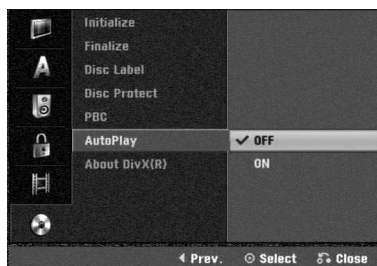 Initialize
Finalize
A
Disc Label
Disc Protect
PBC
AutoPlay
✓ OFF
About DivX(R)
ON
Prev.
Select
Close